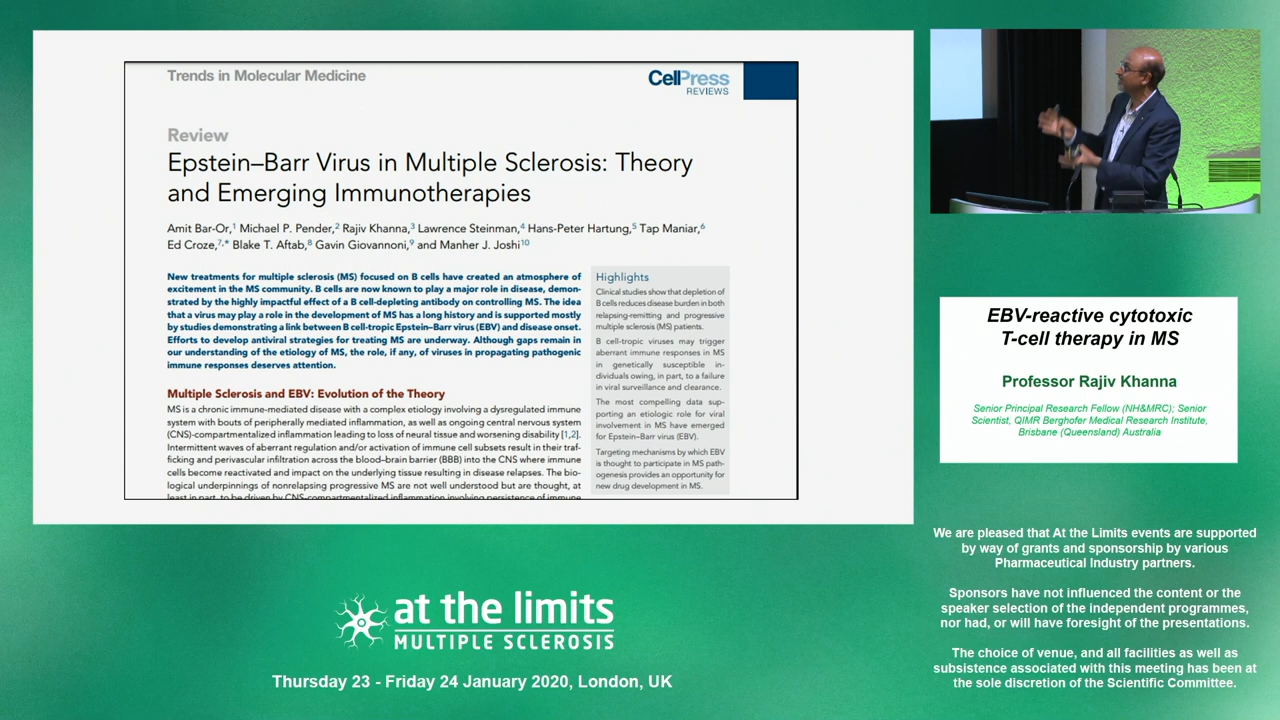 Trends in Molecular Medicine
CellPress
REVIEWS
Review
Epstein–Barr Virus in Multiple Sclerosis: Theory
and Emerging Immunotherapies
Amit Bar-Or,1 Michael P. Pender,2 Rajiv Khanna,3 Lawrence Steinman,4 Hans-Peter Hartung,5 Tap Maniar,6
Ed Croze,7,* Blake T. Aftab,8 Gavin Giovannoni,9 and Manher J. Joshi10
New treatments for multiple sclerosis (MS) focused on B cells have created an atmosphere of
excitement in the MS community. B cells are now known to play a major role in disease, demon-
strated by the highly impactful effect of a B cell-depleting antibody on controlling MS. The idea
that a virus may play a role in the development of MS has a long history and is supported mostly
by studies demonstrating a link between B cell-tropic Epstein–Barr virus (EBV) and disease onset.
Efforts to develop antiviral strategies for treating MS are underway. Although gaps remain in
our understanding of the etiology of MS, the role, if any, of viruses in propagating pathogenic
immune responses deserves attention.
Multiple Sclerosis and EBV: Evolution of the Theory
MS is a chronic immune-mediated disease with a complex etiology involving a dysregulated immune
system with bouts of peripherally mediated inflammation, as well as ongoing central nervous system
(CNS)-compartmentalized inflammation leading to loss of neural tissue and worsening disability [1,2].
Intermittent waves of aberrant regulation and/or activation of immune cell subsets result in their traf-
ficking and perivascular infiltration across the blood–brain barrier (BBB) into the CNS where immune
cells become reactivated and impact on the underlying tissue resulting in disease relapses. The bio-
logical underpinnings of nonrelapsing progressive MS are not well understood but are thought, at
least in part, to be driven by CNS-compartmentalized inflammation involving persistence of immune
Highlights
Clinical studies show that depletion of
B cells reduces disease burden in both
relapsing-remitting and progressive
multiple sclerosis (MS) patients.
B cell-tropic viruses may trigger
aberrant immune responses in MS
in genetically susceptible in-
dividuals owing, in part, to a failure
in viral surveillance and clearance.
The most compelling data sup-
porting an etiologic role for viral
involvement in MS have emerged
for Epstein–Barr virus (EBV).
Targeting mechanisms by which EBV
is thought to participate in MS path-
ogenesis provides an opportunity for
new drug development in MS.
EBV-reactive cytotoxic
T-cell therapy in MS
Professor Rajiv Khanna
Senior Principal Research Fellow (NH&MRC); Senior
Scientist, QIMR Berghofer Medical Research Institute,
Brisbane (Queensland) Australia
We are pleased that At the Limits events are supported
by way of grants and sponsorship by various
Pharmaceutical Industry partners.
Sponsors have not influenced the content or the
speaker selection of the independent programmes,
nor had, or will have foresight of the presentations.
The choice of venue, and all facilities as well as
subsistence associated with this meeting has been at
the sole discretion of the Scientific Committee.
at the limits
MULTIPLE SCLEROSIS
Thursday 23 - Friday 24 January 2020, London, UK